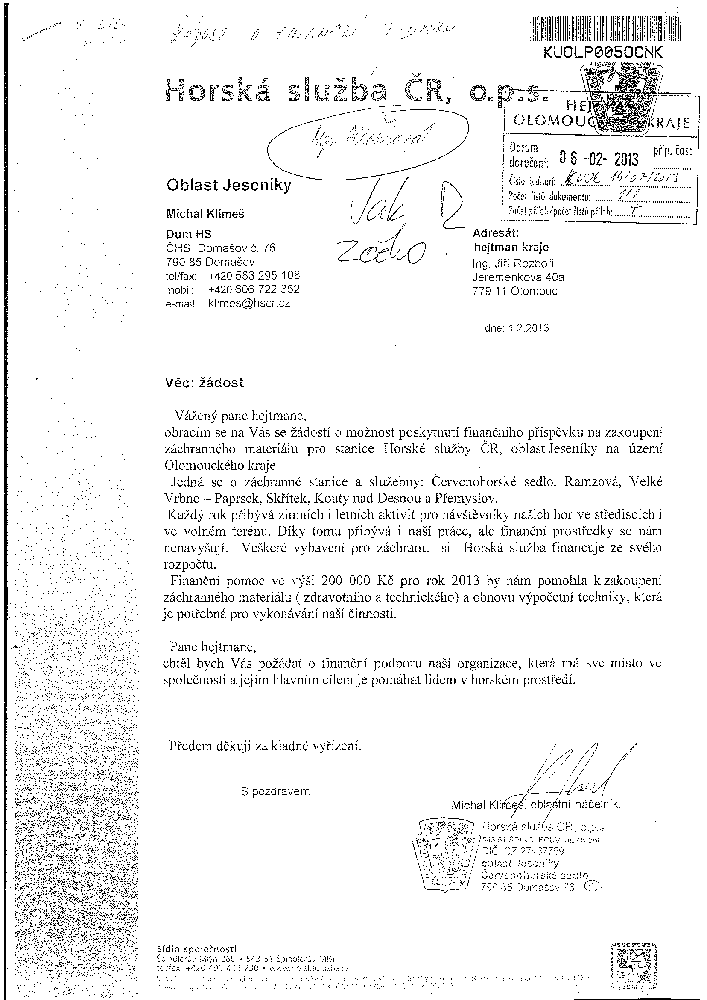 ŽÁDOST O FINANČNÍ PODPORU
KUOLP0050CNK
Horská služba ČR, o.p.s.
HEJTMAN
OLOMOUCKÉHO KRAJE
Mgr.
Datum
doručení: 06 -02- 2013 příp. čas:
Číslo jednací: KUOK 14207/2013
Počet listů dokumentu: 1/1
Počet příloh/počet listů příloh:
Oblast Jeseníky
Jak
z čeho
Michal Klimeš
Dům HS
ČHS Domašov č. 76
790 85 Domašov
tel/fax: +420 583 295 108
mobil: +420 606 722 352
e-mail: klimes@hscr.cz
Adresát:
hejtman kraje
Ing. Jiří Rozbořil
Jeremenkova 40a
779 11 Olomouc
dne: 1.2.2013
Věc: žádost
Vážený pane hejtmane,
obracím se na Vás se žádostí o možnost poskytnutí finančního příspěvku na zakoupení
záchranného materiálu pro stanice Horské služby ČR, oblast Jeseníky na území
Olomouckého kraje.
Jedná se o záchranné stanice a služebny: Červenohorské sedlo, Ramzová, Velké
Vrbno – Paprsek, Skřítek, Kouty nad Desnou a Přemyslov.
Každý rok přibývá zimních i letních aktivit pro návštěvníky našich hor ve střediscích i
ve volném terénu. Díky tomu přibývá i naší práce, ale finanční prostředky se nám
nenavyšují. Veškeré vybavení pro záchranu si Horská služba financuje ze svého
rozpočtu.
Finanční pomoc ve výši 200 000 Kč pro rok 2013 by nám pomohla k zakoupení
záchranného materiálu ( zdravotního a technického) a obnovu výpočetní techniky, která
je potřebná pro vykonávání naší činnosti.
Pane hejtmane,
chtěl bych Vás požádat o finanční podporu naší organizace, která má své místo ve
společnosti a jejím hlavním cílem je pomáhat lidem v horském prostředí.
Předem děkuji za kladné vyřízení.
S pozdravem
Michal Klimeš, oblastní náčelník.
Horská služba ČR, o.p.s.
543 51 ŠPINDLERŮV MLÝN 260
DIČ: CZ 27467759
oblast Jeseníky
Červenohorské sedlo
790 85 Domašov 76
Sídlo společnosti
Špindlerův Mlýn 260 • 543 51 Špindlerův Mlýn
tel/fax: +420 499 433 230 • www.horskasluzba.cz